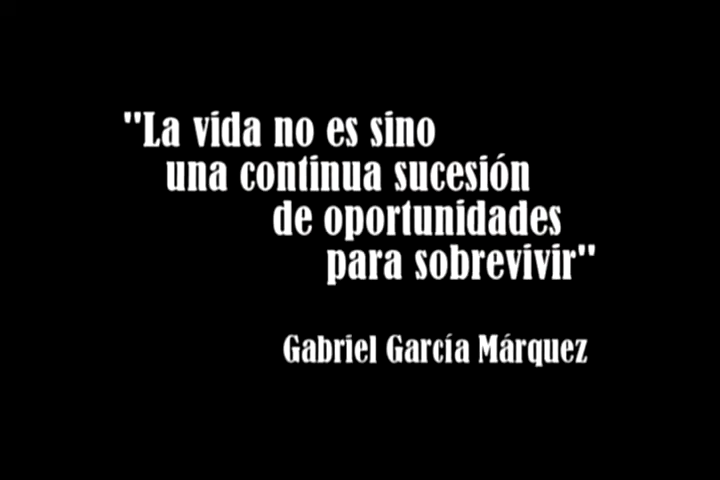 "La vida no es sino
una continua sucesión
de oportunidades
para sobrevivir"
Gabriel García Márquez